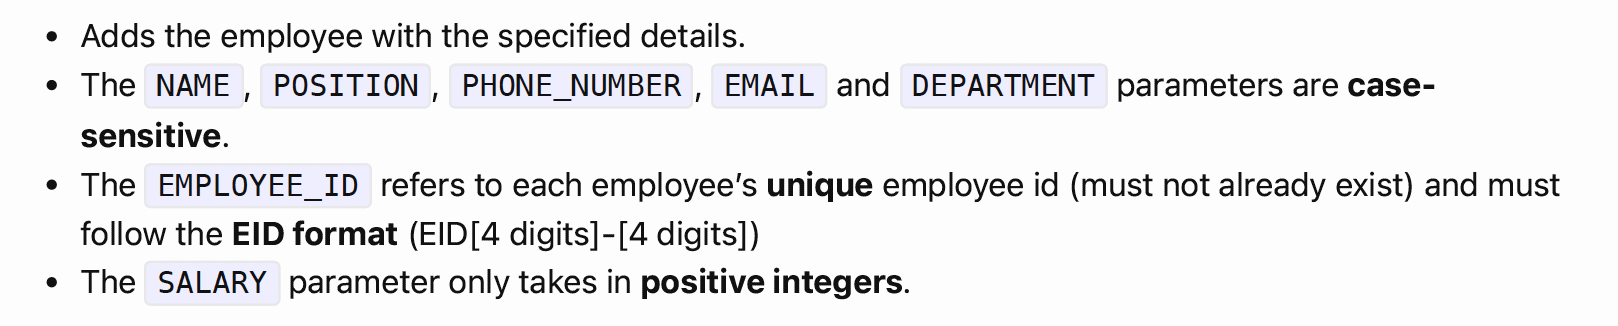 • Adds the employee with the specified details.
• The NAME, POSITION, PHONE_NUMBER, EMAIL and DEPARTMENT parameters are case-
sensitive.
• The EMPLOYEE_ID refers to each employee’s unique employee id (must not already exist) and must
follow the EID format (EID[4 digits]-[4 digits])
• The SALARY parameter only takes in positive integers.